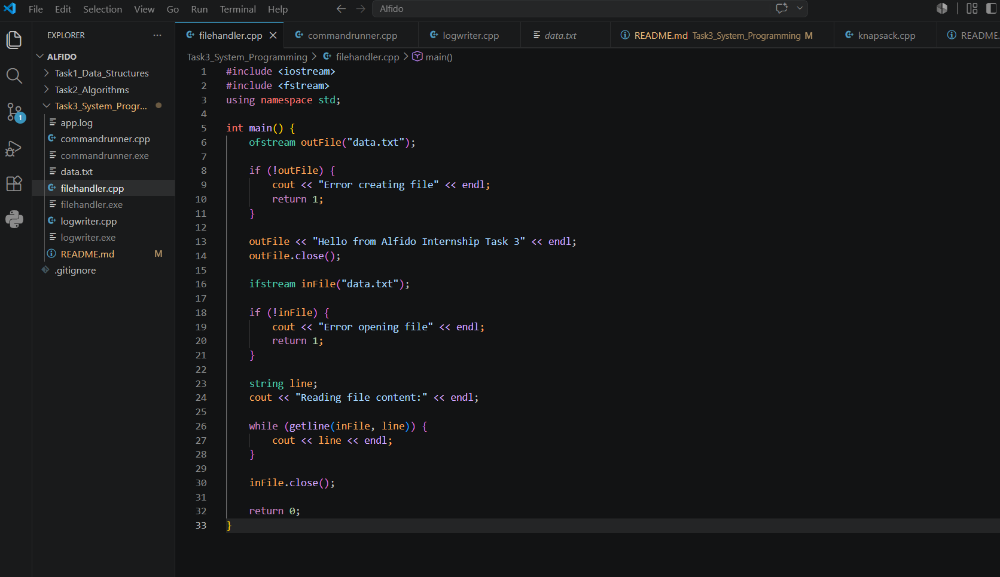 File Edit Selection View Go Run Terminal Help
Alfido
EXPLORER
ALFIDO
Task1_Data_Structures
Task2_Algorithms
Task3_System_Progr...
app.log
commandrunner.cpp
commandrunner.exe
data.txt
filehandler.cpp
filehandler.exe
logwriter.cpp
logwriter.exe
README.md M
.gitignore
1
filehandler.cpp commandrunner.cpp logwriter.cpp data.txt README.md Task3_System_Programming M knapsack.cpp README.
Task3_System_Programming > filehandler.cpp > main()
1 #include <iostream>
2 #include <fstream>
3 using namespace std;
4
5 int main() {
6 ofstream outFile("data.txt");
7
8 if (!outFile) {
9 cout << "Error creating file" << endl;
10 return 1;
11 }
12
13 outFile << "Hello from Alfido Internship Task 3" << endl;
14 outFile.close();
15
16 ifstream inFile("data.txt");
17
18 if (!inFile) {
19 cout << "Error opening file" << endl;
20 return 1;
21 }
22
23 string line;
24 cout << "Reading file content:" << endl;
25
26 while (getline(inFile, line)) {
27 cout << line << endl;
28 }
29
30 inFile.close();
31
32 return 0;
33 }